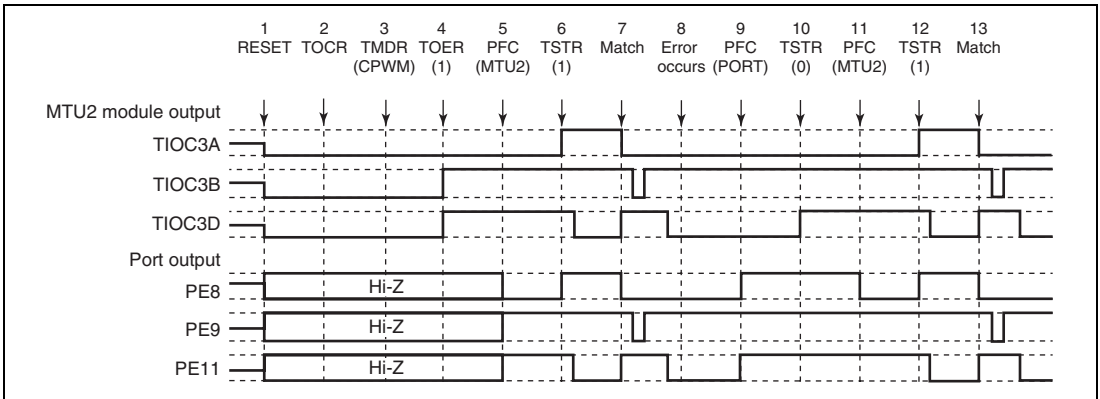 1 2 3 4 5 6 7 8 9 10 11 12 13
RESET TOCR TMDR TOER PFC TSTR Match Error PFC TSTR PFC TSTR Match
(CPWM) (1) (MTU2) (1) occurs (PORT) (0) (MTU2) (1)
MTU2 module output
TIOC3A
TIOC3B
TIOC3D
Port output
PE8 Hi-Z
PE9 Hi-Z
PE11 Hi-Z